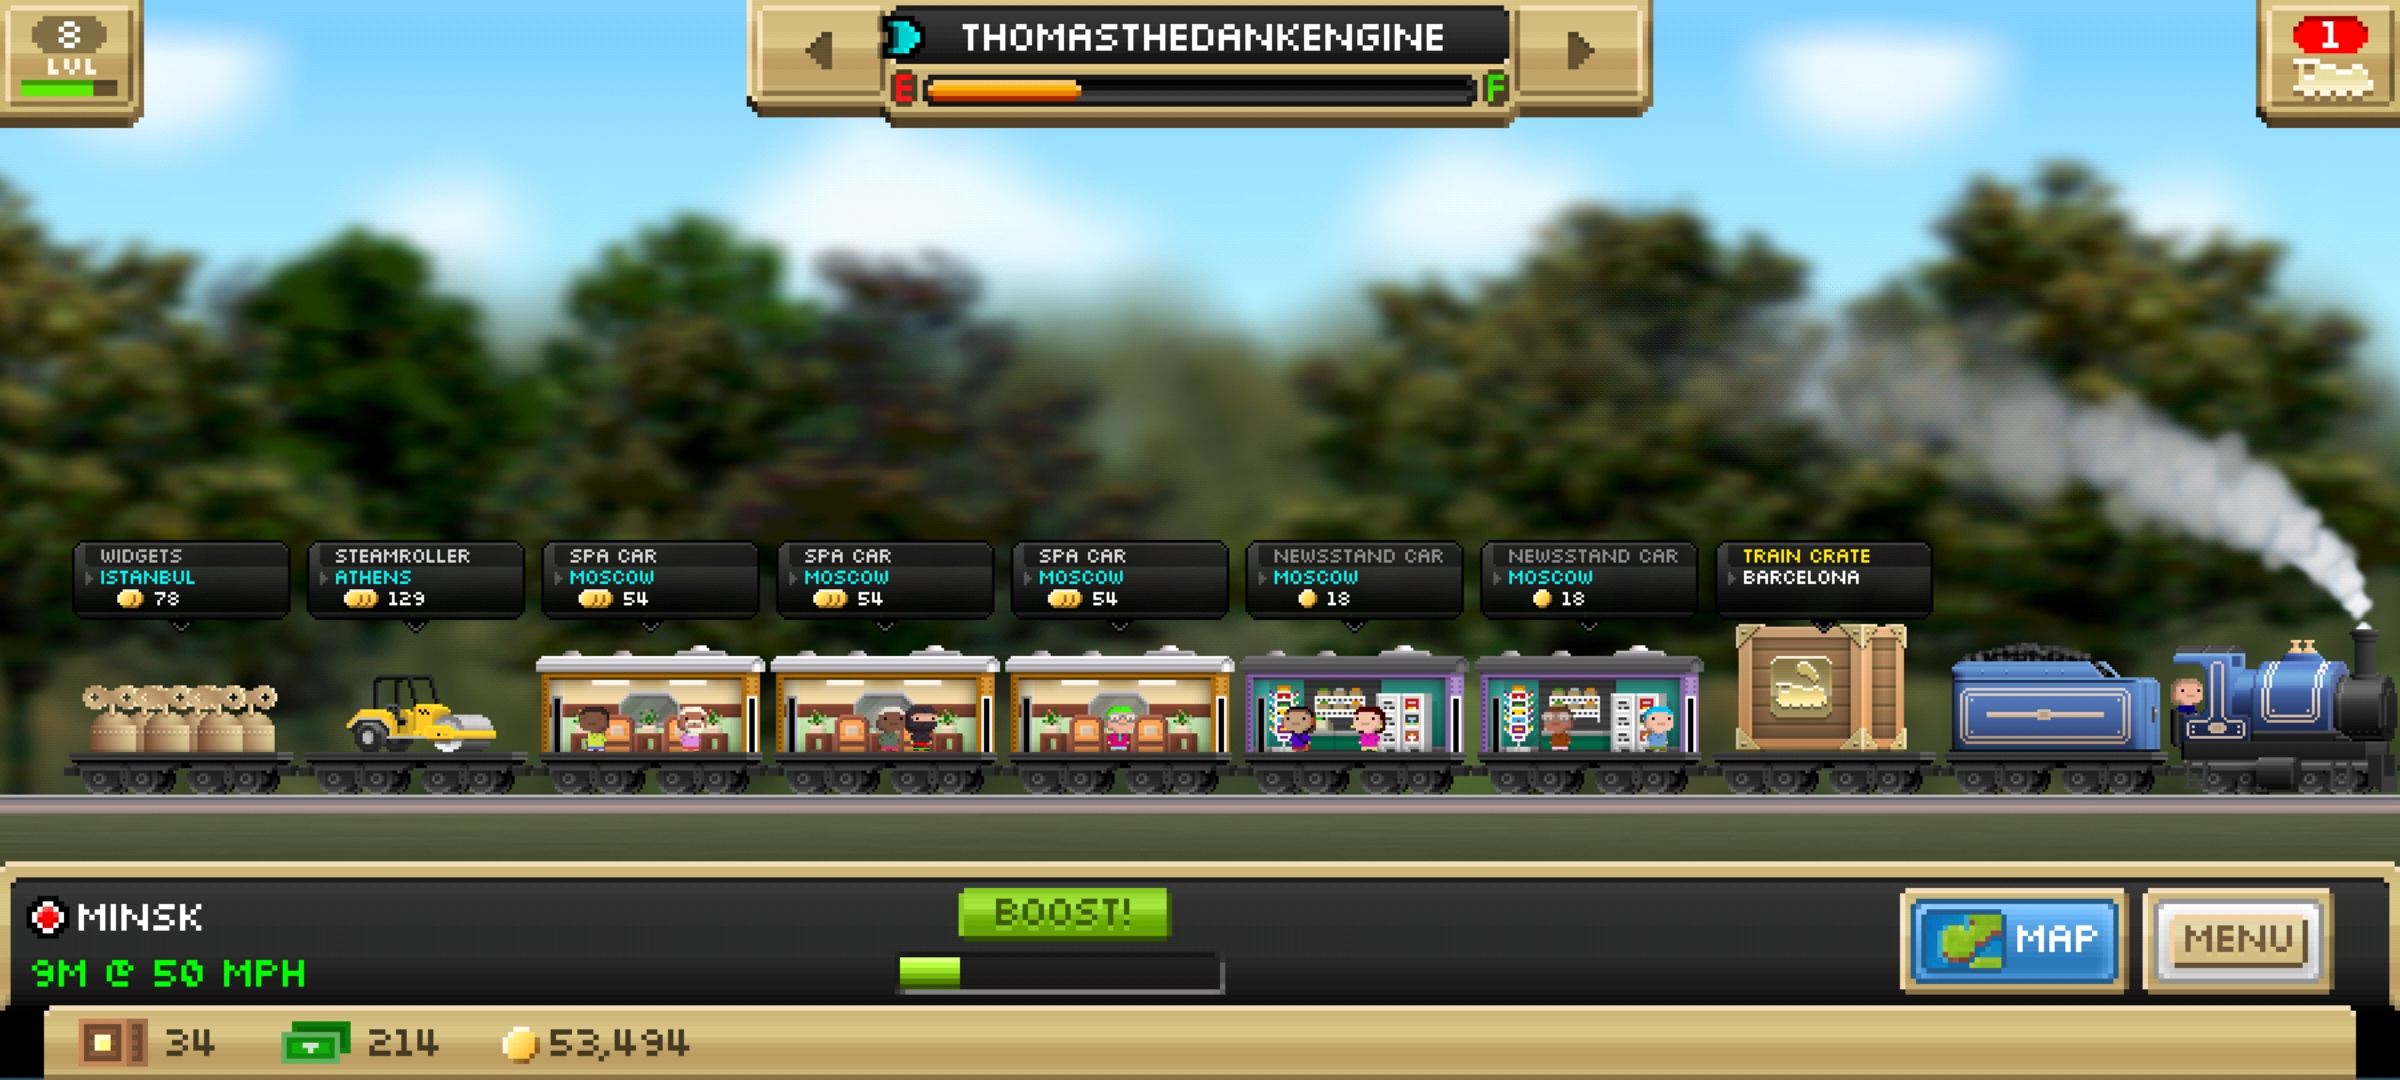 8
LVL
THOMASTHEDANKENGINE
E F
1
WIDGETS
ISTANBUL
78
STEAMROLLER
ATHENS
129
SPA CAR
MOSCOW
54
SPA CAR
MOSCOW
54
SPA CAR
MOSCOW
54
NEWSSTAND CAR
MOSCOW
18
NEWSSTAND CAR
MOSCOW
18
TRAIN CRATE
BARCELONA
MINSK
9M @ 50 MPH
BOOST!
MAP
MENU
34
214
53,494